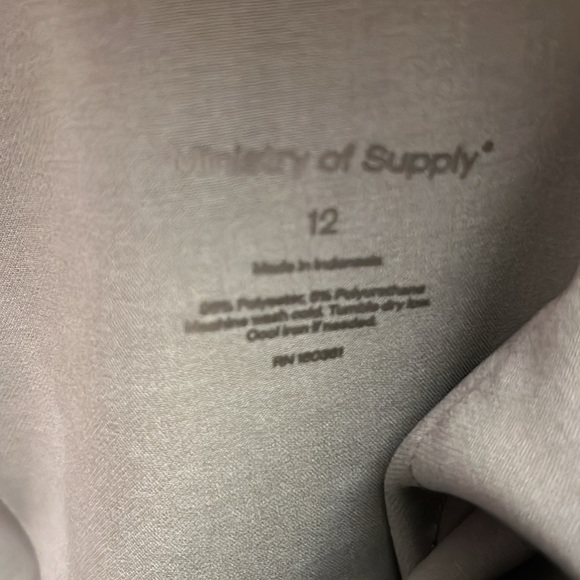 Ministry of Supply
12
Made in Indonesia
Polyester, Polyurethane
Machine wash cold. Tumble dry low.
Cool iron if needed.
RN